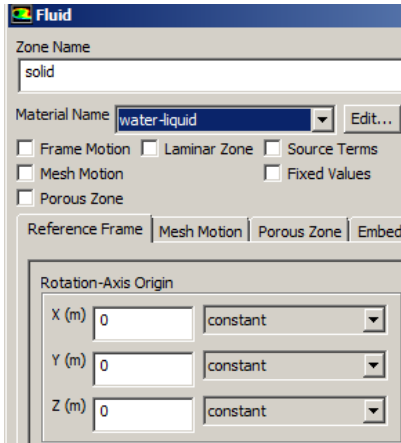 Fluid
Zone Name
solid
Material Name water-liquid Edit...
Frame Motion Laminar Zone Source Terms
Mesh Motion Fixed Values
Porous Zone
Reference Frame Mesh Motion Porous Zone Embed
Rotation-Axis Origin
X (m) 0 constant
Y (m) 0 constant
Z (m) 0 constant